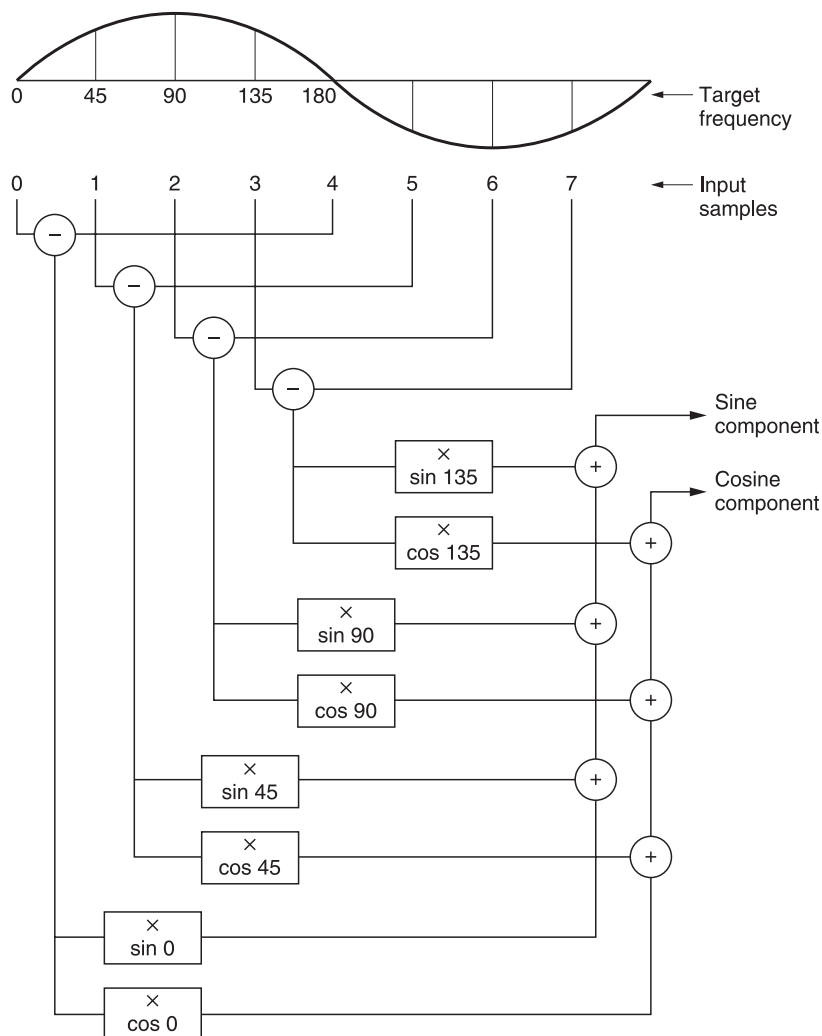 0 45 90 135 180
Target
frequency
0 1 2 3 4 5 6 7
Input
samples
−
−
−
−
Sine
component
×
sin 135
+
Cosine
component
×
cos 135
+
×
sin 90
+
×
cos 90
+
×
sin 45
+
×
cos 45
+
×
sin 0
×
cos 0